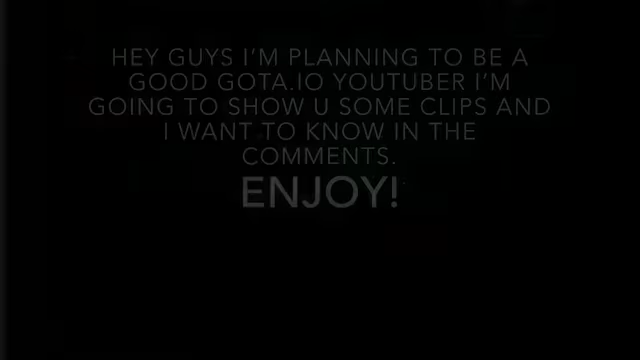 HEY GUYS I'M PLANNING TO BE A
GOOD GOTA.IO YOUTUBER I'M
GOING TO SHOW U SOME CLIPS AND
I WANT TO KNOW IN THE
COMMENTS.
ENJOY!